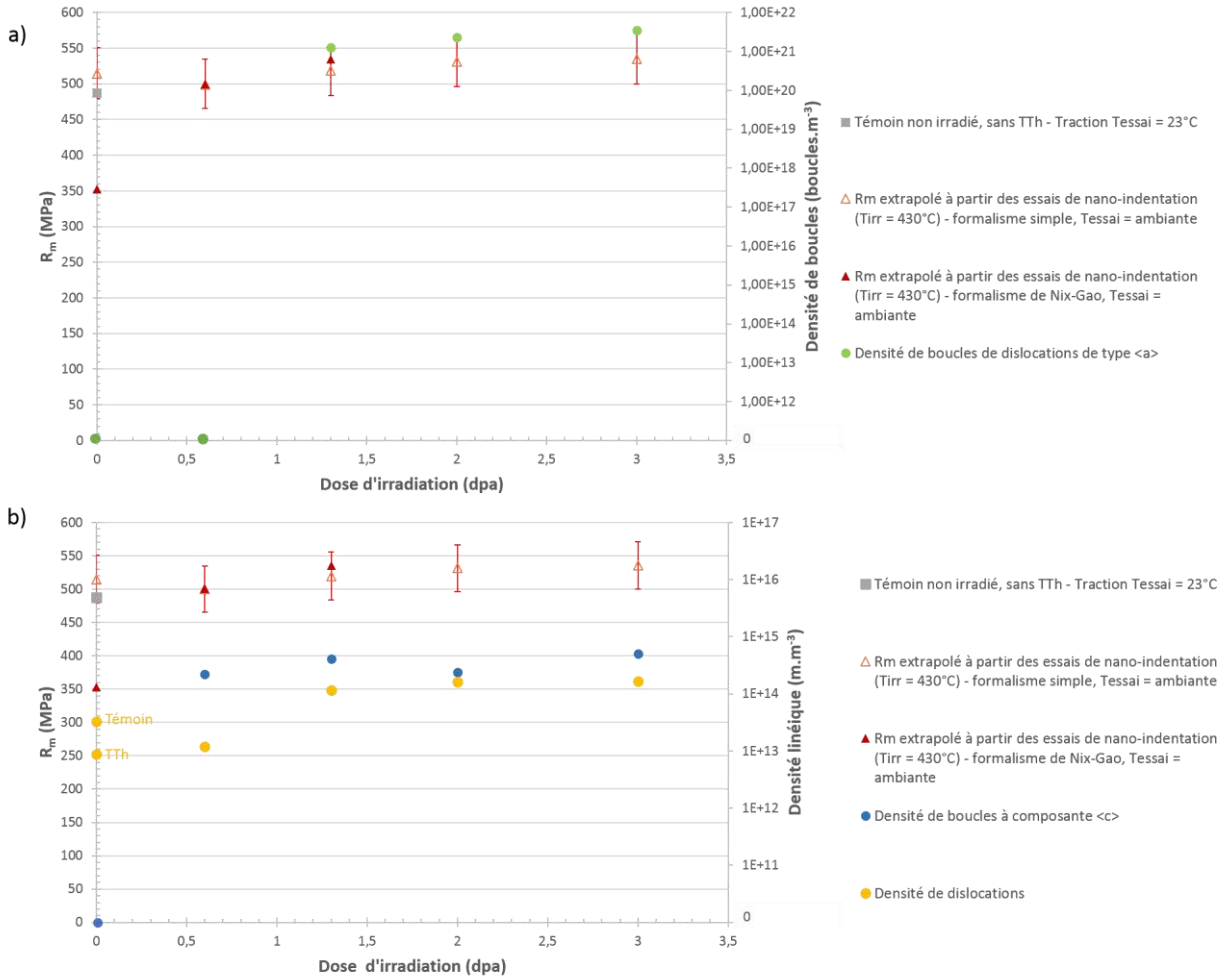 a)
600
550
500
450
400
350
300
250
200
150
100
50
0
R_m (MPa)
0
0,5
1
1,5
2
2,5
3
3,5
Dose d'irradiation (dpa)
1,00E+22
1,00E+21
1,00E+20
1,00E+19
1,00E+18
1,00E+17
1,00E+16
1,00E+15
1,00E+14
1,00E+13
1,00E+12
0
Densité de boucles (boucles.m⁻³)
Témoin non irradié, sans TTh - Traction Tessai = 23°C
Rm extrapolé à partir des essais de nano-indentation
(Tirr = 430°C) - formalisme simple, Tessai = ambiante
Rm extrapolé à partir des essais de nano-indentation
(Tirr = 430°C) - formalisme de Nix-Gao, Tessai =
ambiante
Densité de boucles de dislocations de type <a>
b)
600
550
500
450
400
350
300
250
200
150
100
50
0
R_m (MPa)
Témoin
TTh
0
0,5
1
1,5
2
2,5
3
3,5
Dose d'irradiation (dpa)
1E+17
1E+16
1E+15
1E+14
1E+13
1E+12
1E+11
0
Densité linéique (m.m⁻³)
Témoin non irradié, sans TTh - Traction Tessai = 23°C
Rm extrapolé à partir des essais de nano-indentation
(Tirr = 430°C) - formalisme simple, Tessai = ambiante
Rm extrapolé à partir des essais de nano-indentation
(Tirr = 430°C) - formalisme de Nix-Gao, Tessai =
ambiante
Densité de boucles à composante <c>
Densité de dislocations